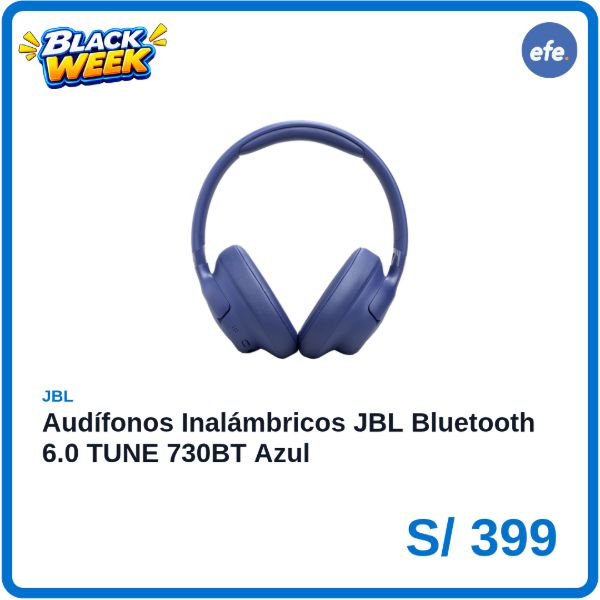 BLACK
WEEK
efe.
JBL
Audífonos Inalámbricos JBL Bluetooth
6.0 TUNE 730BT Azul
S/ 399